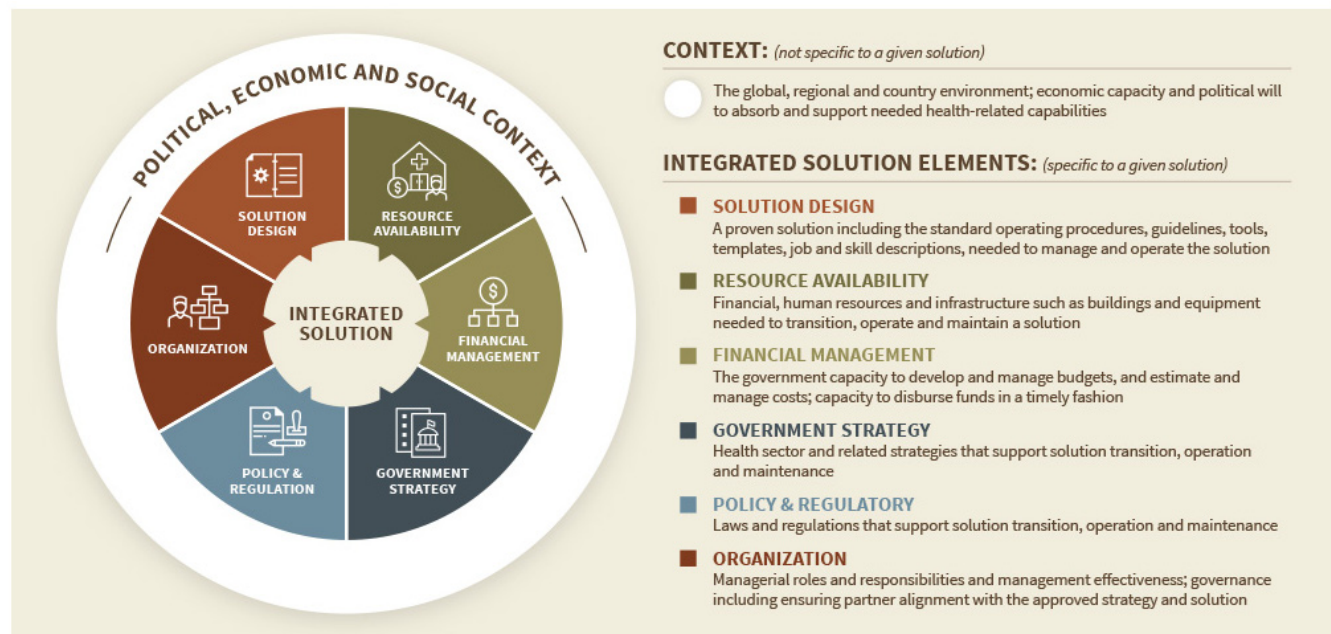 POLITICAL, ECONOMIC AND SOCIAL CONTEXT
SOLUTION
DESIGN
RESOURCE
AVAILABILITY
FINANCIAL
MANAGEMENT
GOVERNMENT
STRATEGY
POLICY &
REGULATION
ORGANIZATION
INTEGRATED
SOLUTION
CONTEXT: (not specific to a given solution)
The global, regional and country environment; economic capacity and political will
to absorb and support needed health-related capabilities
INTEGRATED SOLUTION ELEMENTS: (specific to a given solution)
SOLUTION DESIGN
A proven solution including the standard operating procedures, guidelines, tools,
templates, job and skill descriptions, needed to manage and operate the solution
RESOURCE AVAILABILITY
Financial, human resources and infrastructure such as buildings and equipment
needed to transition, operate and maintain a solution
FINANCIAL MANAGEMENT
The government capacity to develop and manage budgets, and estimate and
manage costs; capacity to disburse funds in a timely fashion
GOVERNMENT STRATEGY
Health sector and related strategies that support solution transition, operation
and maintenance
POLICY & REGULATORY
Laws and regulations that support solution transition, operation and maintenance
ORGANIZATION
Managerial roles and responsibilities and management effectiveness; governance
including ensuring partner alignment with the approved strategy and solution